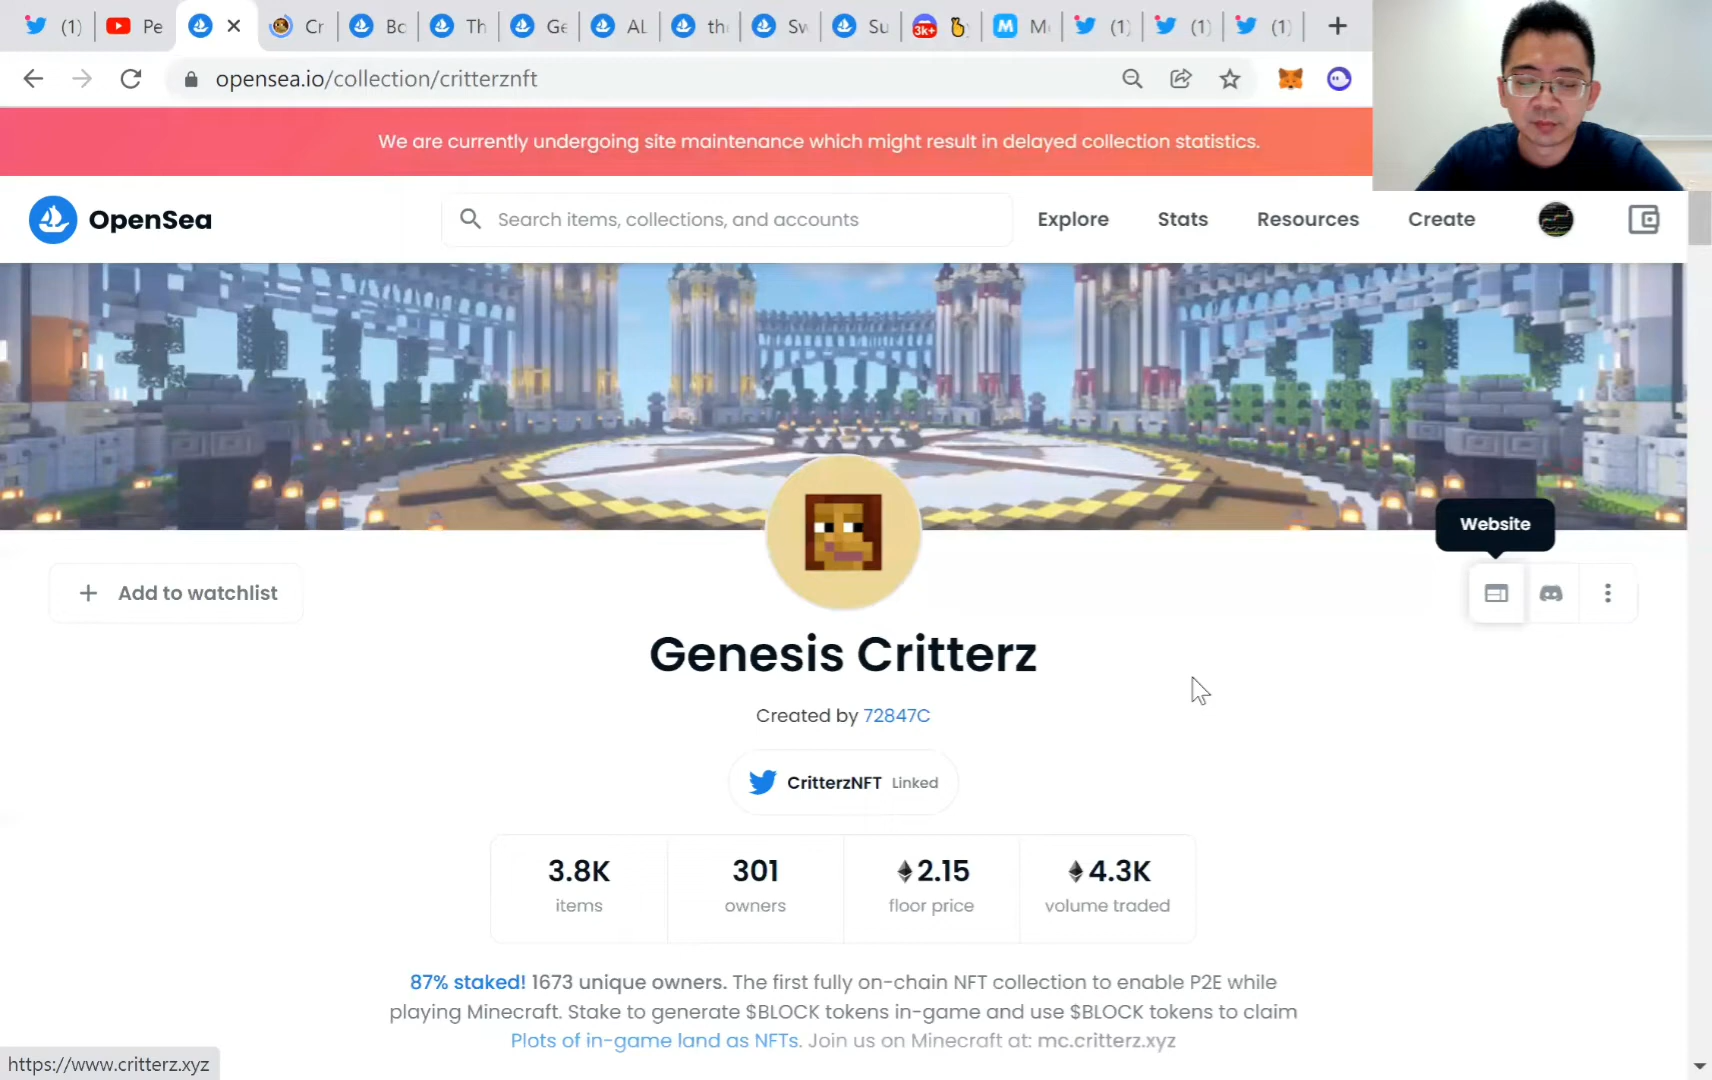 (1)
Pe
Cr
Bo
Th
Ge
AL
the
Sw
Su
3k+
M
(1)
(1)
(1)
opensea.io/collection/critterznft
We are currently undergoing site maintenance which might result in delayed collection statistics.
OpenSea
Search items, collections, and accounts
Explore
Stats
Resources
Create
Website
Add to watchlist
Genesis Critterz
Created by 72847C
CritterzNFT Linked
3.8K
items
301
owners
2.15
floor price
4.3K
volume traded
87% staked! 1673 unique owners. The first fully on-chain NFT collection to enable P2E while
playing Minecraft. Stake to generate $BLOCK tokens in-game and use $BLOCK tokens to claim
Plots of in-game land as NFTs. Join us on Minecraft at: mc.critterz.xyz
https://www.critterz.xyz